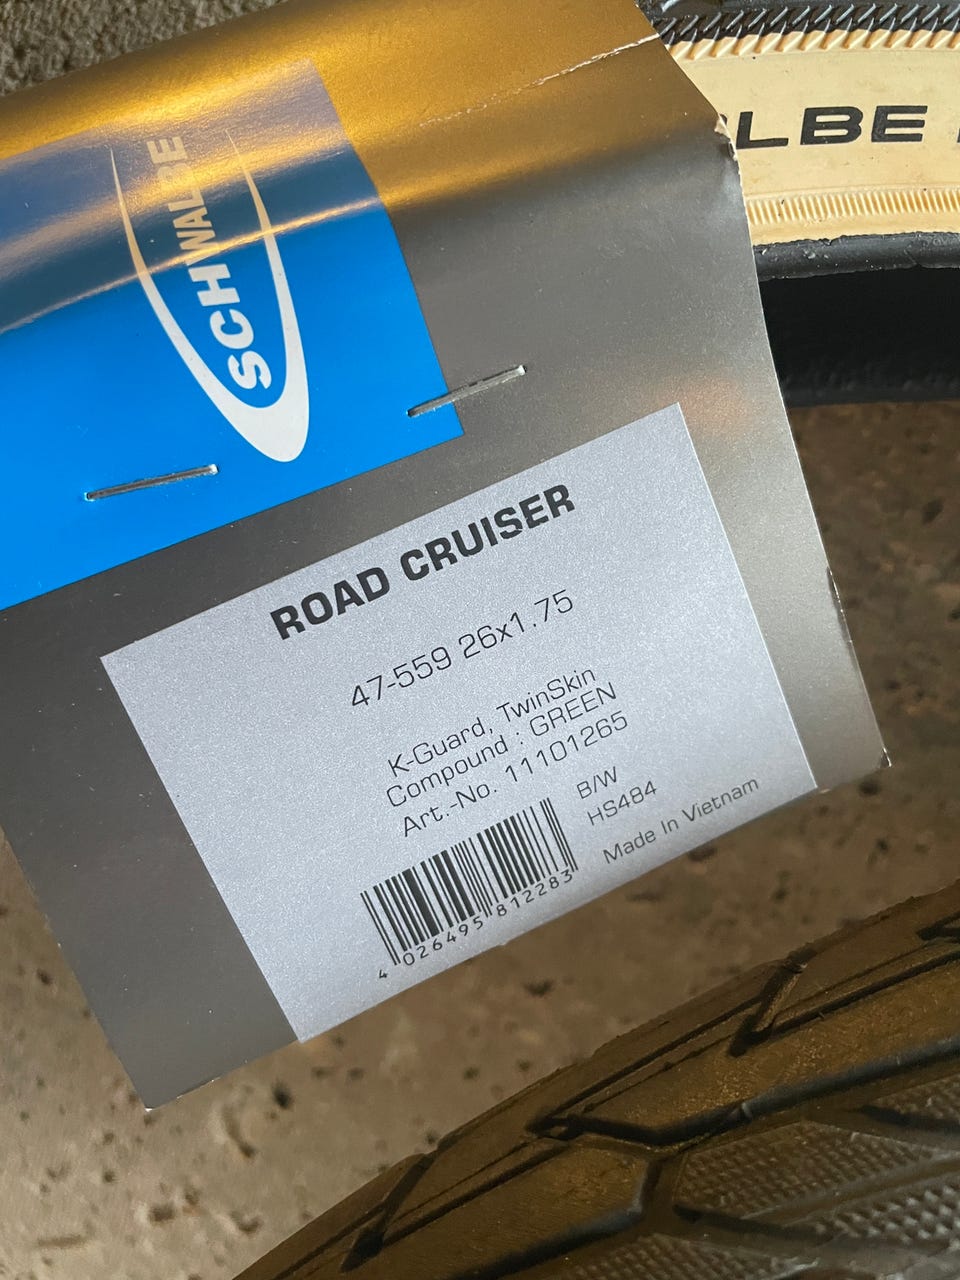 SCHWALBE
LBE
ROAD CRUISER
47-559 26x1.75
K-Guard, TwinSkin
Compound : GREEN
Art.-No. 11101265
B/W
HS484
Made In Vietnam
4 026495 812283